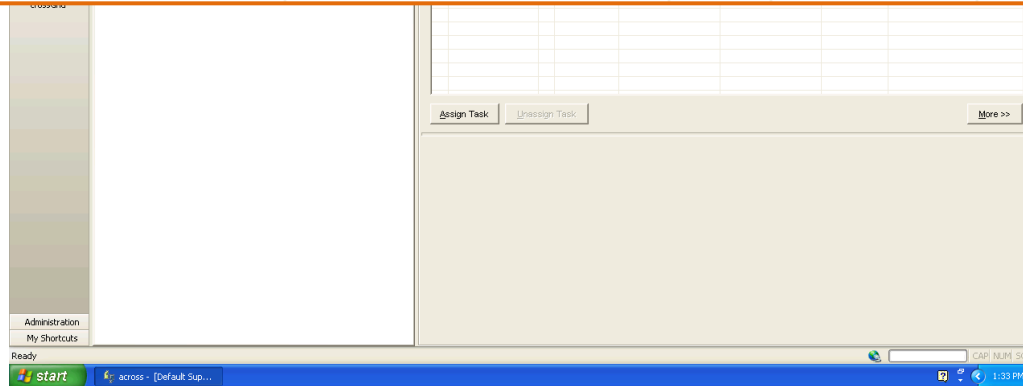 Assign Task Unassign Task More >>
Administration
My Shortcuts
Ready CAP NUM
start across - [Default Sup... 1:33 PM